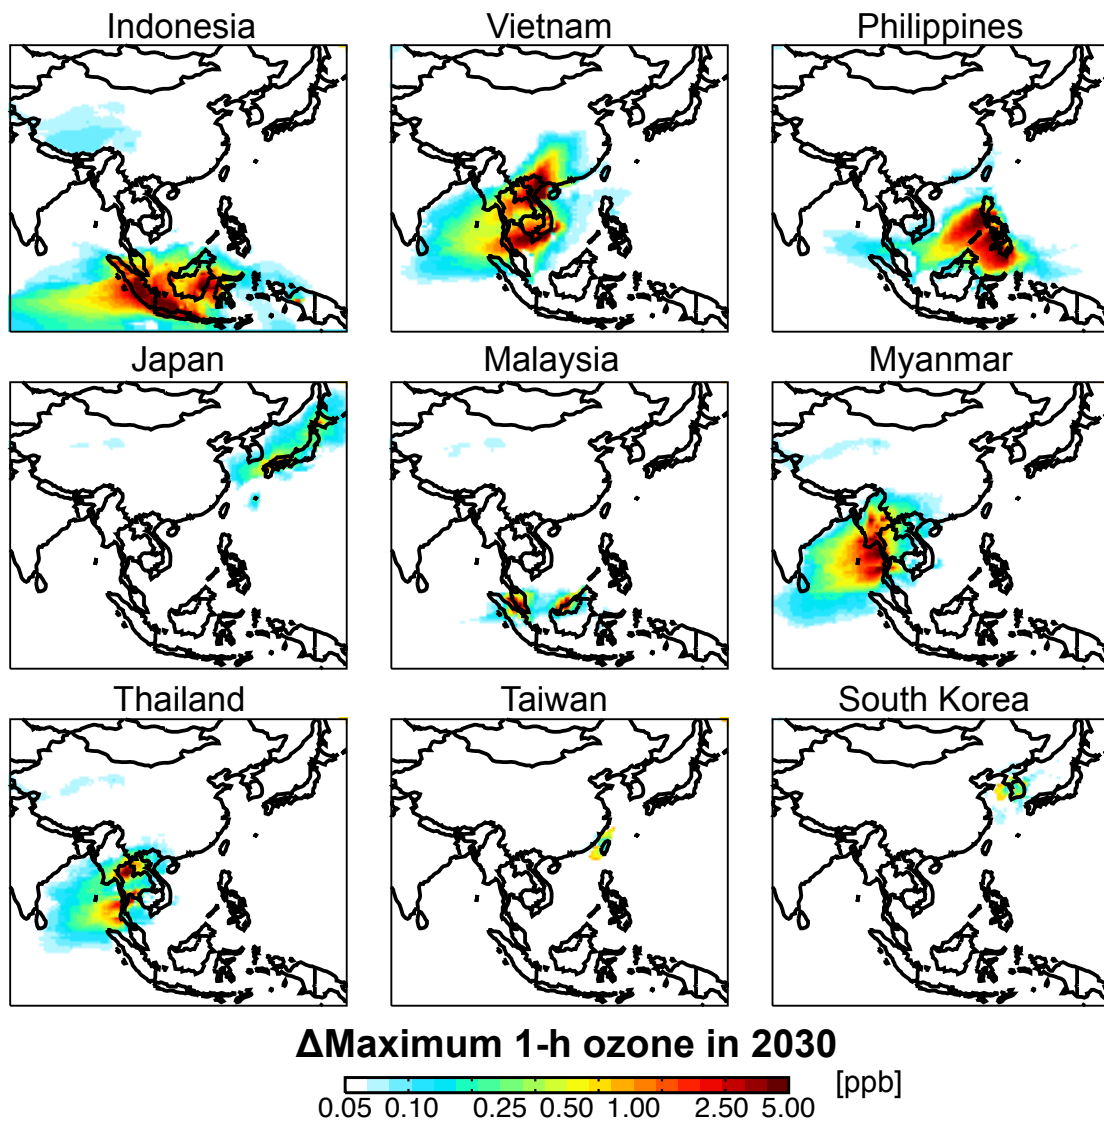 Indonesia Vietnam Philippines
Japan Malaysia Myanmar
Thailand Taiwan South Korea
ΔMaximum 1-h ozone in 2030
[ppb]
0.05 0.10 0.25 0.50 1.00 2.50 5.00